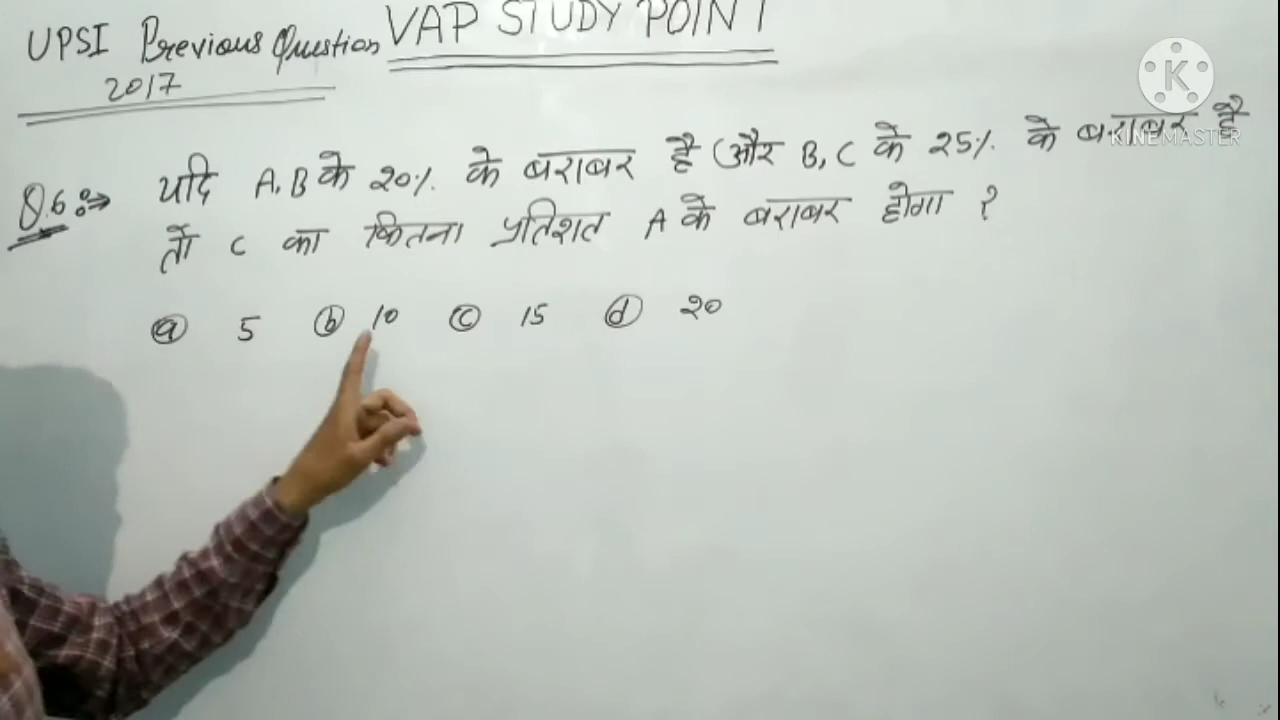 UPSI Previous Question VAP STUDY POINT
2017
K
KINEMASTER
Q.6 :⇒ यदि A, B के 20% के बराबर है और B, C के 25% के बराबर है
तो C का कितना प्रतिशत A के बराबर होगा ?
ⓐ 5 ⓑ 10 ⓒ 15 ⓓ 20